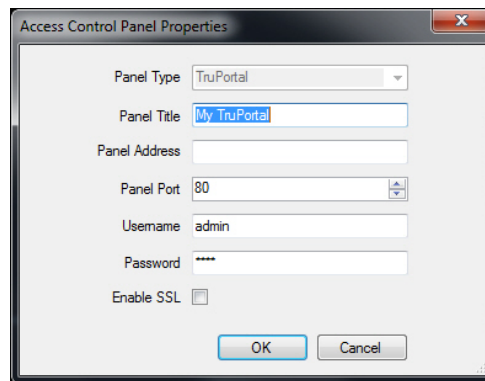 Access Control Panel Properties
Panel Type TruPortal
Panel Title My TruPortal
Panel Address
Panel Port 80
Username admin
Password ****
Enable SSL
OK Cancel